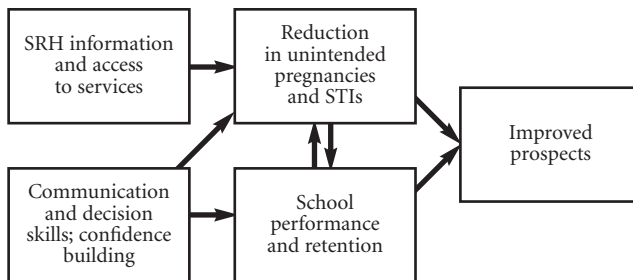 SRH information
and access
to services
Reduction
in unintended
pregnancies
and STIs
Improved
prospects
Communication
and decision
skills; confidence
building
School
performance
and retention